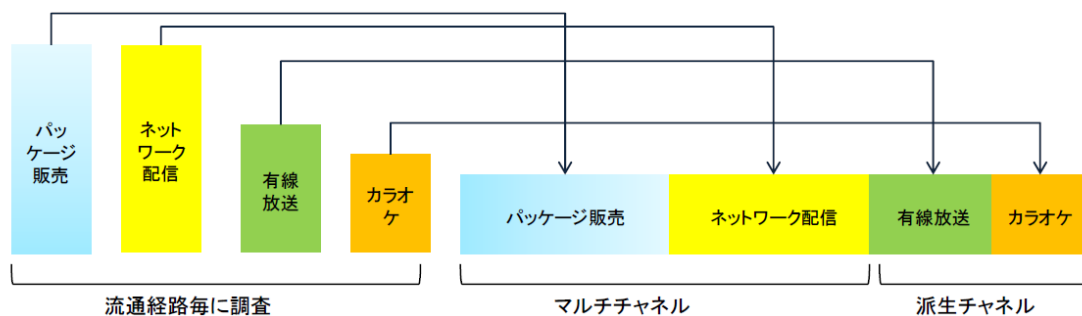 パッ
ケージ
販売
ネット
ワーク
配信
有線
放送
カラオ
ケ
パッケージ販売
ネットワーク配信
有線放送
カラオケ
流通経路毎に調査
マルチチャネル
派生チャンネル